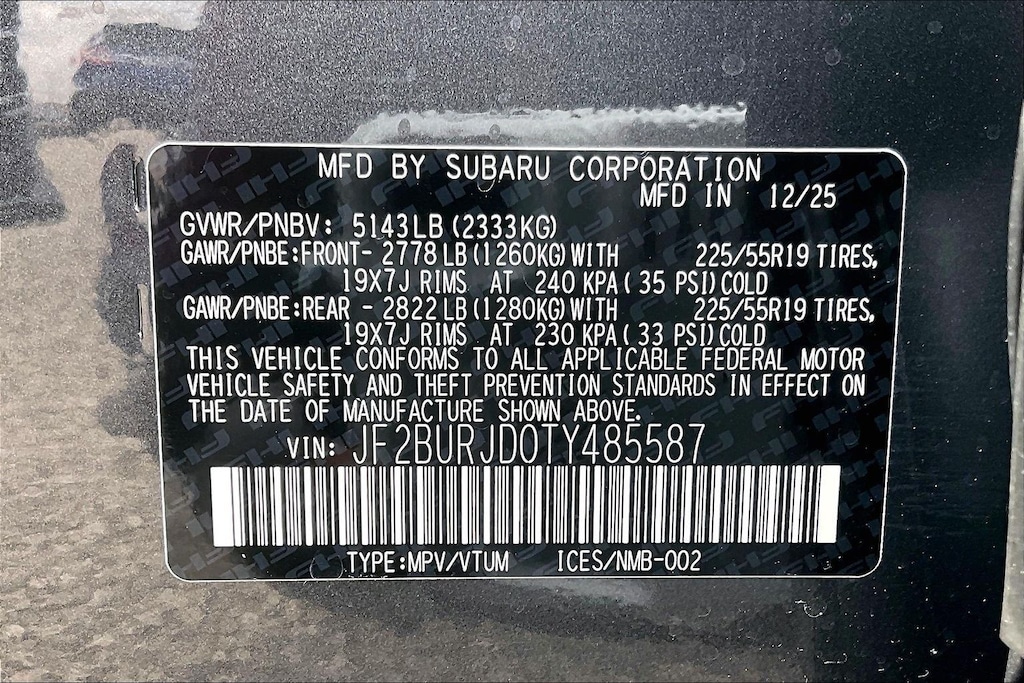 MFD BY SUBARU CORPORATION
MFD IN 12/25
GVWR/PNBV: 5143LB (2333KG)
GAWR/PNBE:FRONT- 2778 LB (1260KG) WITH 225/55R19 TIRES,
19X7J RIMS AT 240 KPA( 35 PSI) COLD
GAWR/PNBE:REAR - 2822 LB (1280KG) WITH 225/55R19 TIRES,
19X7J RIMS AT 230 KPA( 33 PSI) COLD
THIS VEHICLE CONFORMS TO ALL APPLICABLE FEDERAL MOTOR
VEHICLE SAFETY AND THEFT PREVENTION STANDARDS IN EFFECT ON
THE DATE OF MANUFACTURE SHOWN ABOVE.
VIN: JF2BURJD0TY485587
TYPE:MPV/VTUM ICES/NMB-002